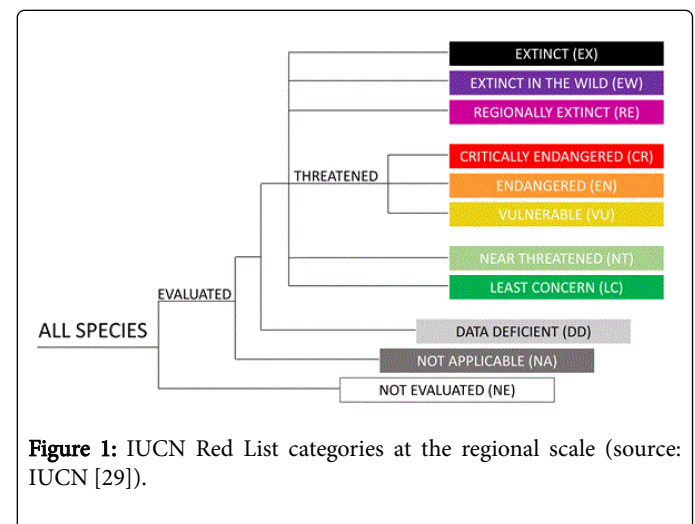 EXTINCT (EX)
EXTINCT IN THE WILD (EW)
REGIONALLY EXTINCT (RE)
CRITICALLY ENDANGERED (CR)
THREATENED
ENDANGERED (EN)
VULNERABLE (VU)
NEAR THREATENED (NT)
LEAST CONCERN (LC)
EVALUATED
ALL SPECIES
DATA DEFICIENT (DD)
NOT APPLICABLE (NA)
NOT EVALUATED (NE)
Figure 1: IUCN Red List categories at the regional scale (source:
IUCN [29]).